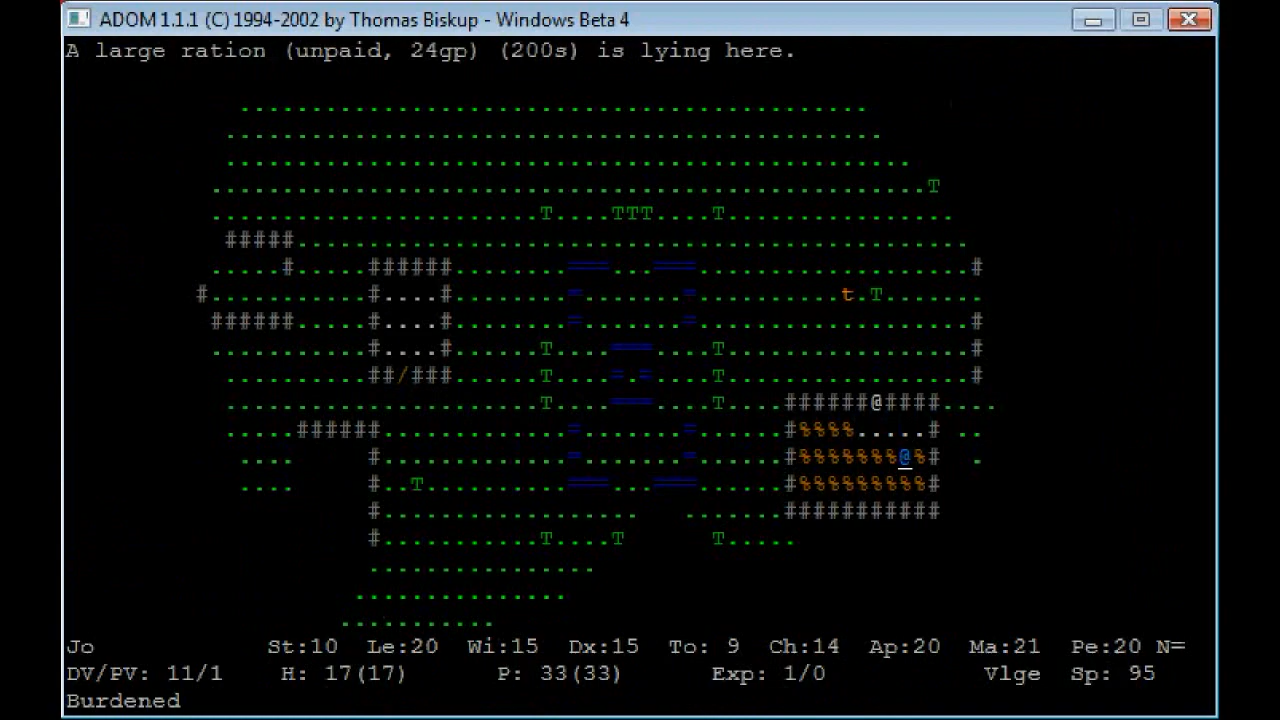 ADOM 1.1.1 (C) 1994-2002 by Thomas Biskup - Windows Beta 4
A large ration (unpaid, 24gp) (200s) is lying here.
Jo St:10 Le:20 Wi:15 Dx:15 To: 9 Ch:14 Ap:20 Ma:21 Pe:20 N=
DV/PV: 11/1 H: 17(17) P: 33(33) Exp: 1/0 Vlge Sp: 95
Burdened